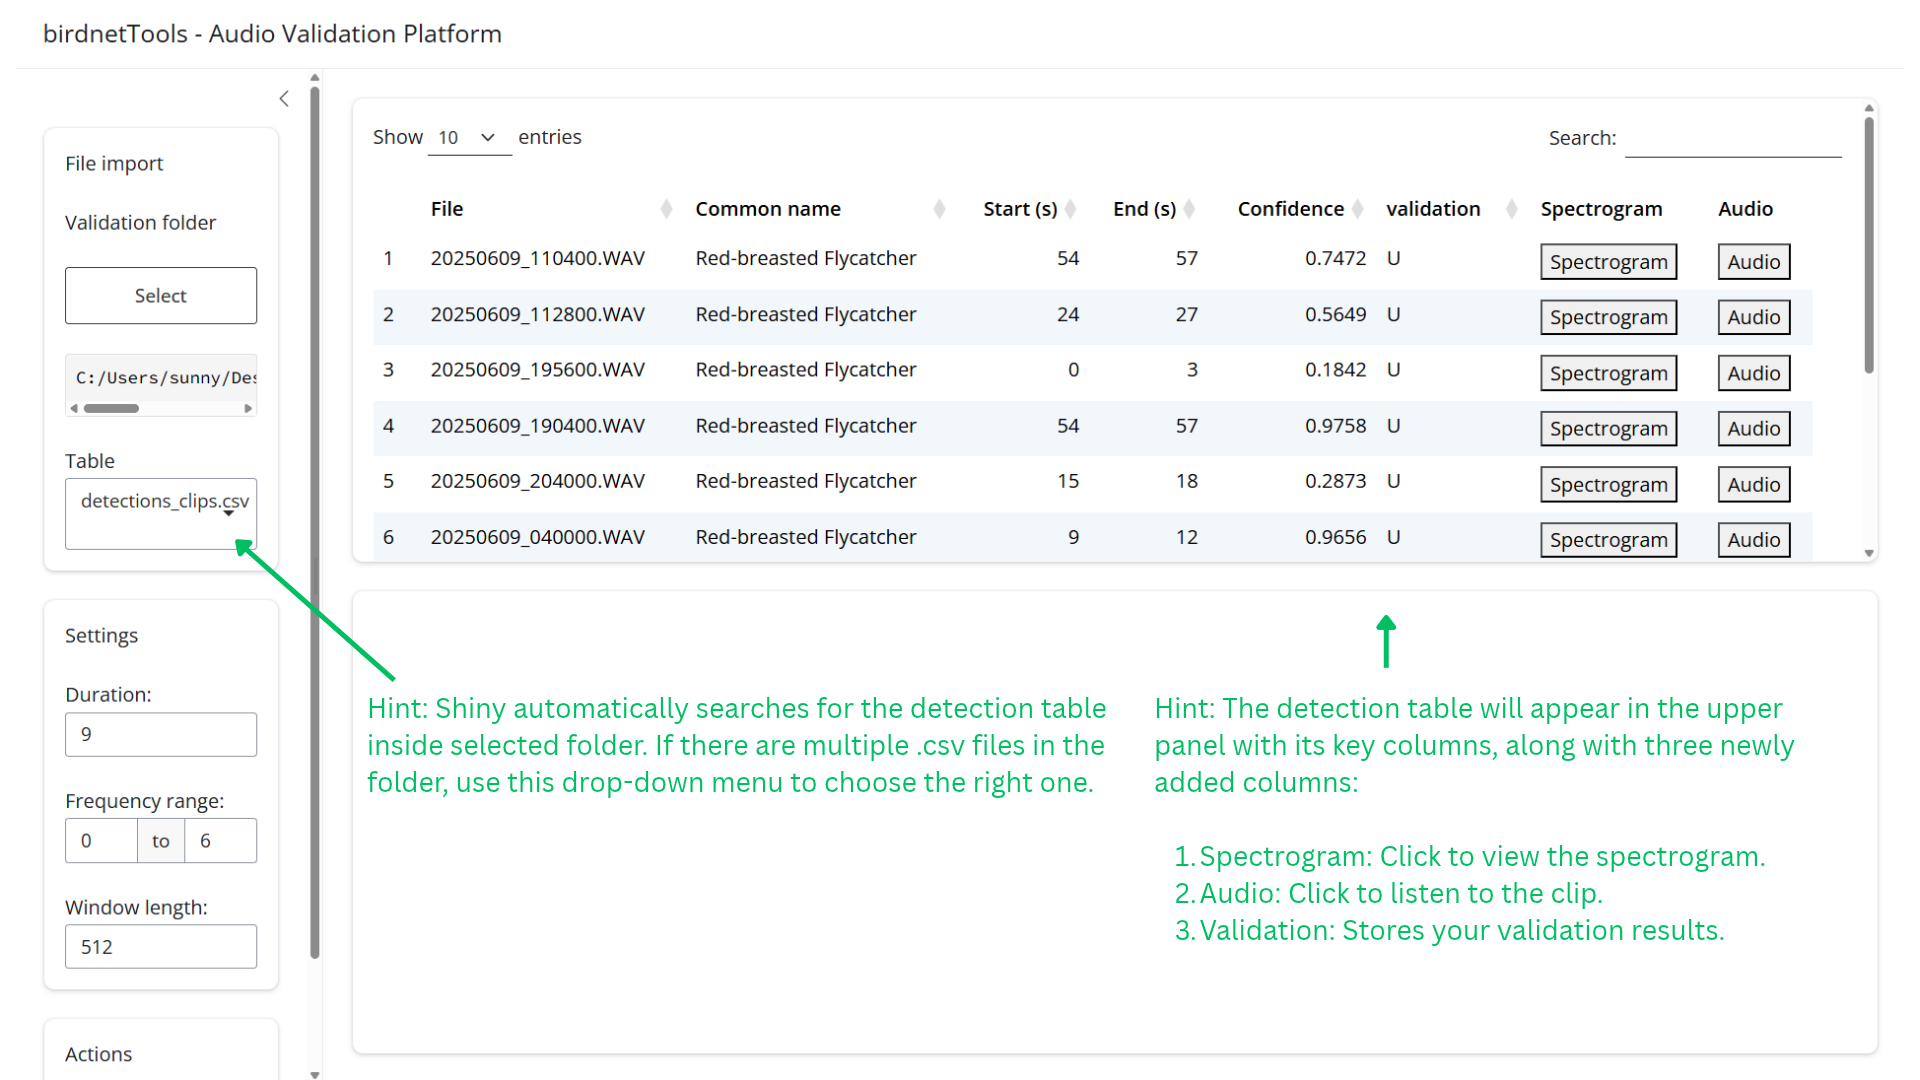 birdnetTools - Audio Validation Platform
File import
Validation folder
Select
C:/Users/sunny/Des
Table
detections_clips.csv
Settings
Duration:
9
Frequency range:
0 to 6
Window length:
512
Actions
Show 10 entries
Search:
File Common name Start (s) End (s) Confidence validation Spectrogram Audio
1 20250609_110400.WAV Red-breasted Flycatcher 54 57 0.7472 U Spectrogram Audio
2 20250609_112800.WAV Red-breasted Flycatcher 24 27 0.5649 U Spectrogram Audio
3 20250609_195600.WAV Red-breasted Flycatcher 0 3 0.1842 U Spectrogram Audio
4 20250609_190400.WAV Red-breasted Flycatcher 54 57 0.9758 U Spectrogram Audio
5 20250609_204000.WAV Red-breasted Flycatcher 15 18 0.2873 U Spectrogram Audio
6 20250609_040000.WAV Red-breasted Flycatcher 9 12 0.9656 U Spectrogram Audio
Hint: Shiny automatically searches for the detection table
inside selected folder. If there are multiple .csv files in the
folder, use this drop-down menu to choose the right one.
Hint: The detection table will appear in the upper
panel with its key columns, along with three newly
added columns:
1. Spectrogram: Click to view the spectrogram.
2. Audio: Click to listen to the clip.
3. Validation: Stores your validation results.